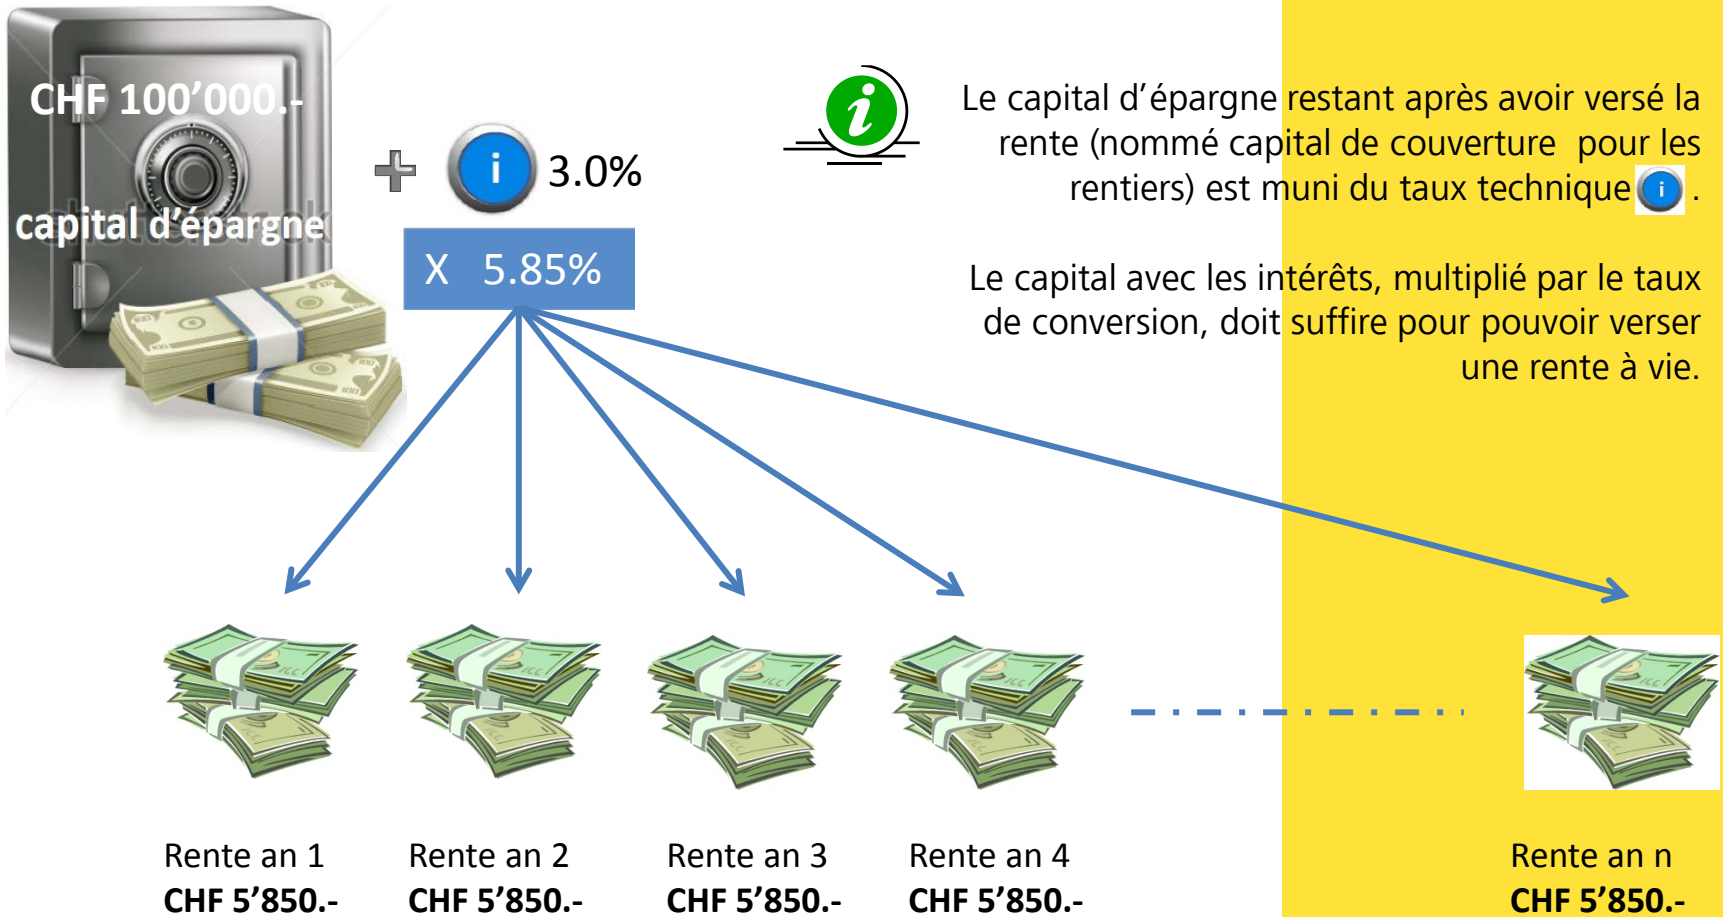 CHF 100’000.-
capital d’épargne
i 3.0%
X 5.85%
i
Le capital d’épargne restant après avoir versé la
rente (nommé capital de couverture pour les
rentiers) est muni du taux technique i .
Le capital avec les intérêts, multiplié par le taux
de conversion, doit suffire pour pouvoir verser
une rente à vie.
Rente an 1
CHF 5’850.-
Rente an 2
CHF 5’850.-
Rente an 3
CHF 5’850.-
Rente an 4
CHF 5’850.-
Rente an n
CHF 5’850.-